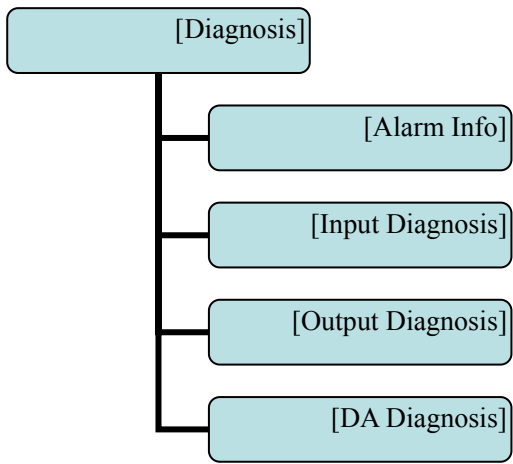 [Diagnosis]
[Alarm Info]
[Input Diagnosis]
[Output Diagnosis]
[DA Diagnosis]